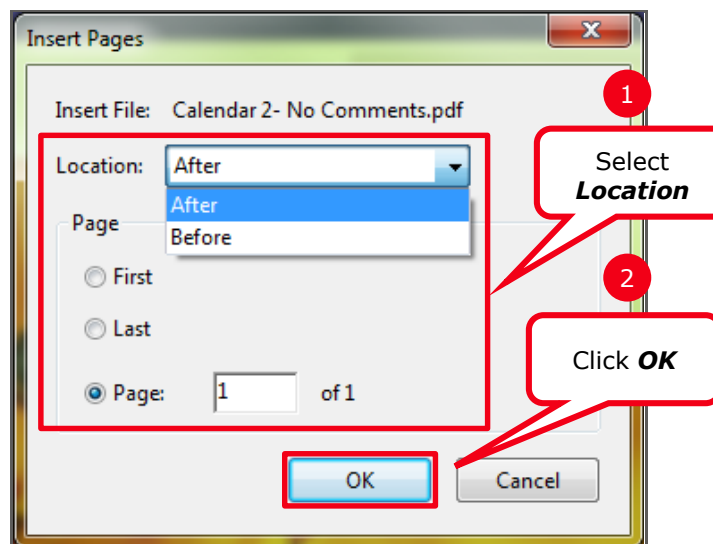 Insert Pages
X
Insert File: Calendar 2- No Comments.pdf
1
Location: After
Select
Location
After
Before
Page
First
2
Last
Click OK
Page: 1 of 1
OK
Cancel